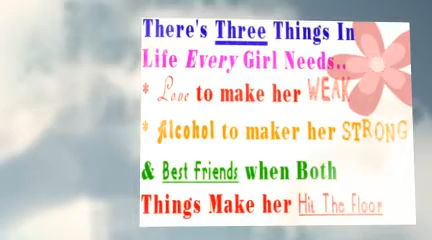 There's Three Things In
Life Every Girl Needs..
* Love to make her WEAK
* Alcohol to maker her STRONG
& Best Friends when Both
Things Make her Hit The Floor